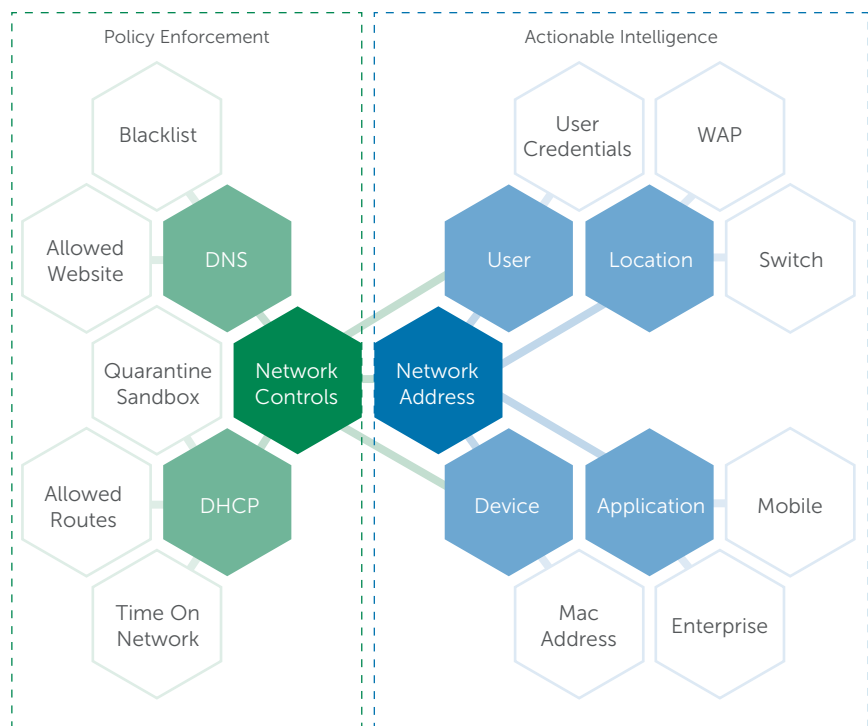 Policy Enforcement
Actionable Intelligence
Blacklist
User
Credentials
WAP
Allowed
Website
DNS
User
Location
Switch
Quarantine
Sandbox
Network
Controls
Network
Address
Allowed
Routes
DHCP
Device
Application
Mobile
Time On
Network
Mac
Address
Enterprise